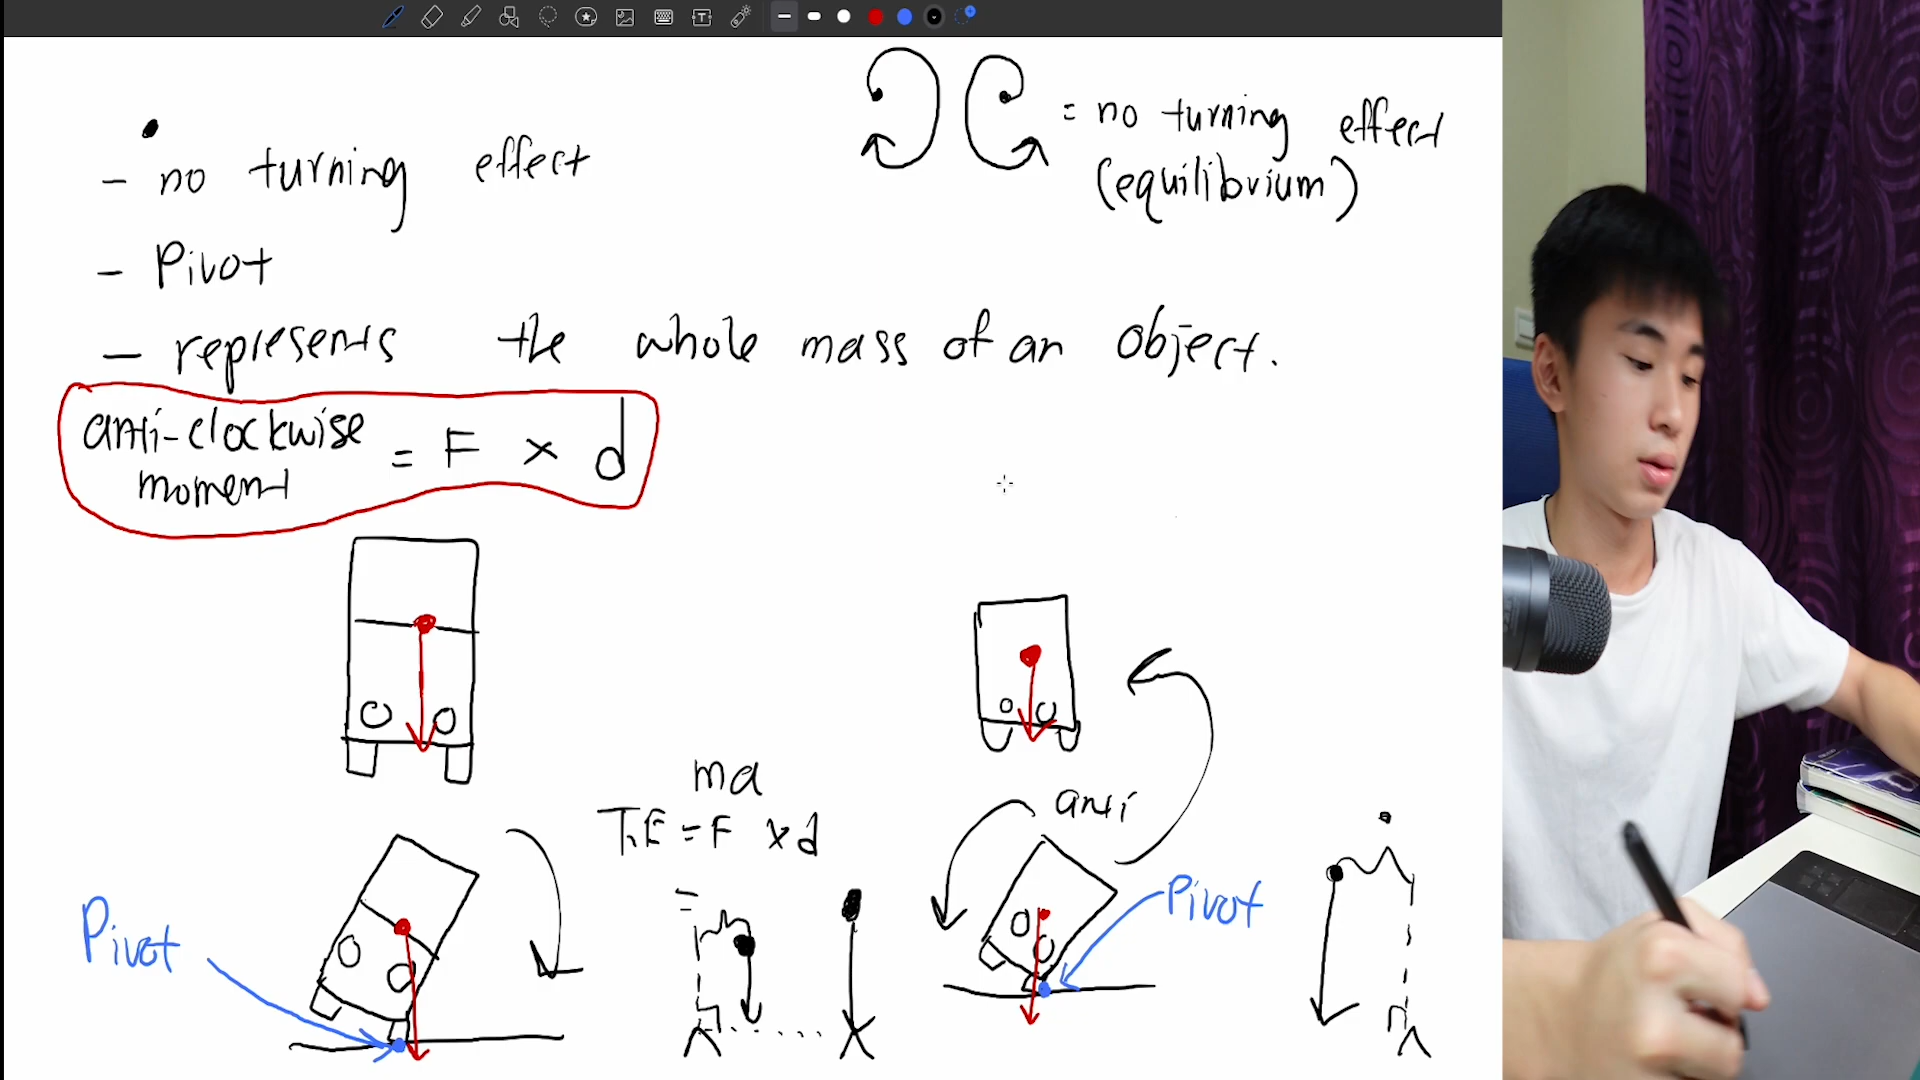 - no turning effect
- Pivot
- represents the whole mass of an object.
= no turning effect
(equilibrium)
anti-clockwise
moment = F × d
ma
T.E = F × d
=
anti
Pivot
Pivot